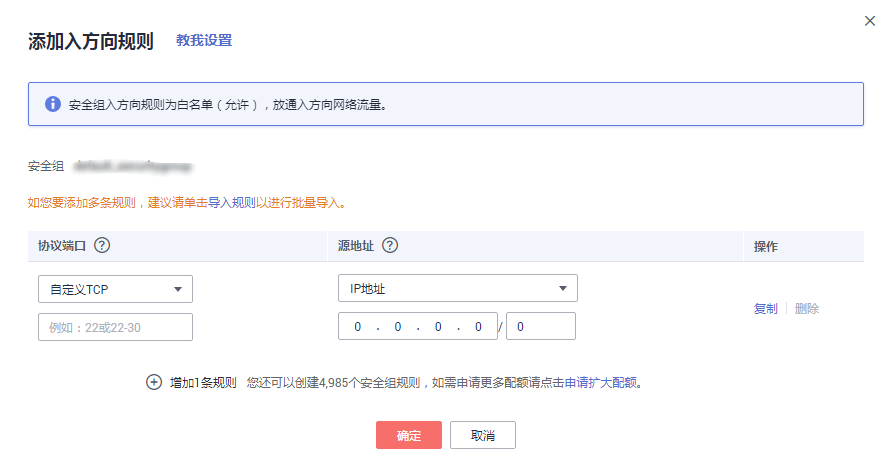 添加入方向规则 教我设置
安全组入方向规则为白名单（允许），放通入方向网络流量。
安全组
如您要添加多条规则，建议请单击导入规则以进行批量导入。
协议端口 ? 源地址 ? 操作
自定义TCP IP地址
复制 删除
例如：22或22-30 0 . 0 . 0 . 0 / 0
增加1条规则 您还可以创建4,985个安全组规则，如需申请更多配额请点击申请扩大配额。
确定 取消